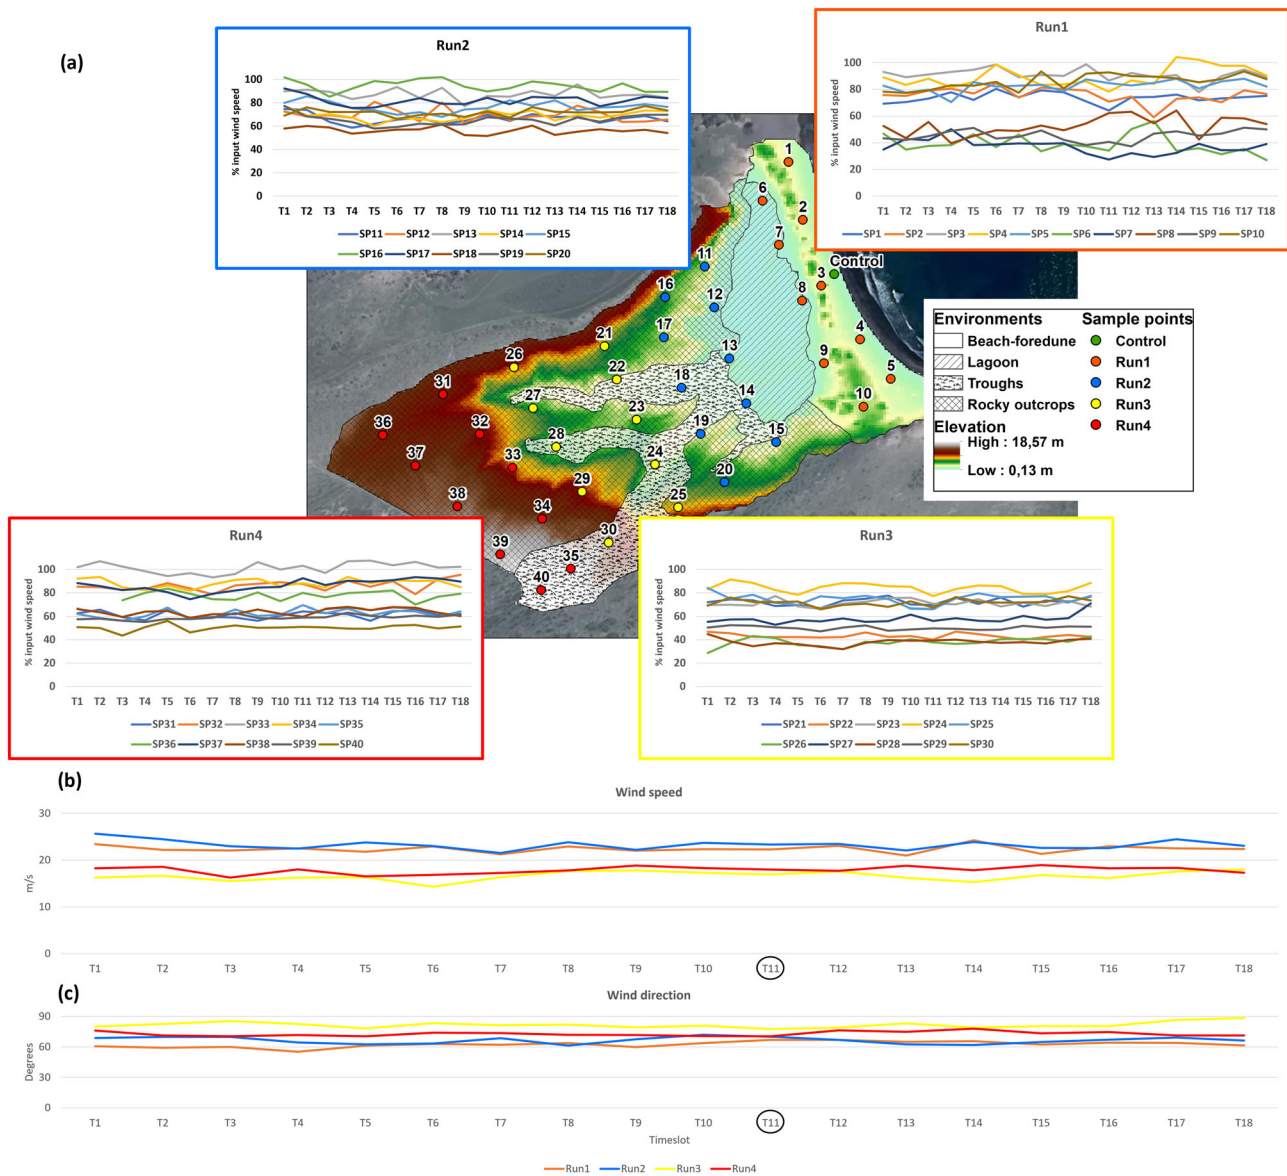 (a)
Run2
% input wind speed
100
80
60
40
20
0
T1 T2 T3 T4 T5 T6 T7 T8 T9 T10 T11 T12 T13 T14 T15 T16 T17 T18
SP11 SP12 SP13 SP14 SP15
SP16 SP17 SP18 SP19 SP20
Run1
% input wind speed
100
80
60
40
20
0
T1 T2 T3 T4 T5 T6 T7 T8 T9 T10 T11 T12 T13 T14 T15 T16 T17 T18
SP1 SP2 SP3 SP4 SP5 SP6 SP7 SP8 SP9 SP10
1
6
2
7
11
Control
3
16
8
12
17
4
21
13
9
26
22
5
18
31
14
10
27
23
36
32
19
28
15
37
33
24
20
29
38
25
34
30
39
35
40
Environments
Beach-foredune
Lagoon
Troughs
Rocky outcrops
Elevation
High : 18,57 m
Low : 0,13 m
Sample points
Control
Run1
Run2
Run3
Run4
Run4
% input wind speed
100
80
60
40
20
0
T1 T2 T3 T4 T5 T6 T7 T8 T9 T10 T11 T12 T13 T14 T15 T16 T17 T18
SP31 SP32 SP33 SP34 SP35
SP36 SP37 SP38 SP39 SP40
Run3
% input wind speed
100
80
60
40
20
0
T1 T2 T3 T4 T5 T6 T7 T8 T9 T10 T11 T12 T13 T14 T15 T16 T17 T18
SP21 SP22 SP23 SP24 SP25
SP26 SP27 SP28 SP29 SP30
(b)
Wind speed
m/s
30
20
10
0
T1 T2 T3 T4 T5 T6 T7 T8 T9 T10 T11 T12 T13 T14 T15 T16 T17 T18
(c)
Wind direction
Degrees
90
60
30
0
T1 T2 T3 T4 T5 T6 T7 T8 T9 T10 T11 T12 T13 T14 T15 T16 T17 T18
Timeslot
Run1 Run2 Run3 Run4